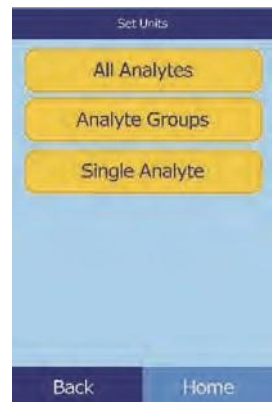 Set Units
All Analytes
Analyte Groups
Single Analyte
Back Home